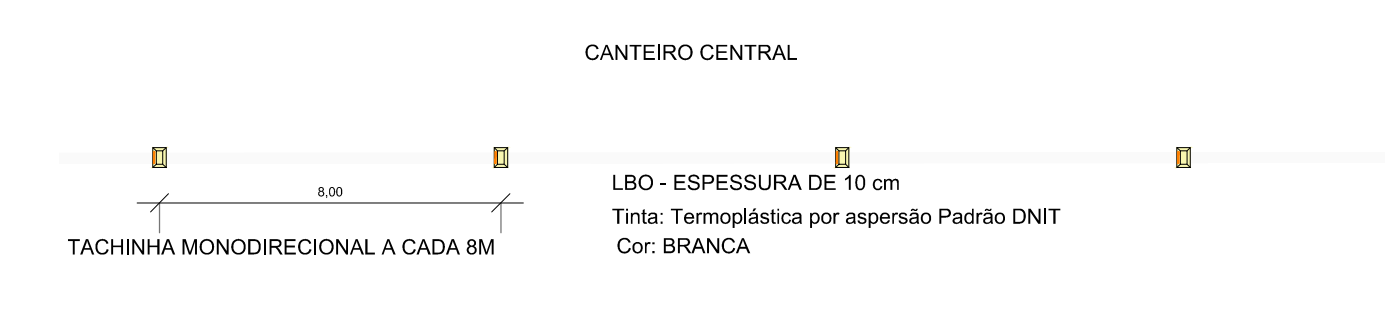 CANTEIRO CENTRAL
8,00
TACHINHA MONODIRECIONAL A CADA 8M
LBO - ESPESSURA DE 10 cm
Tinta: Termoplástica por aspersão Padrão DNIT
Cor: BRANCA